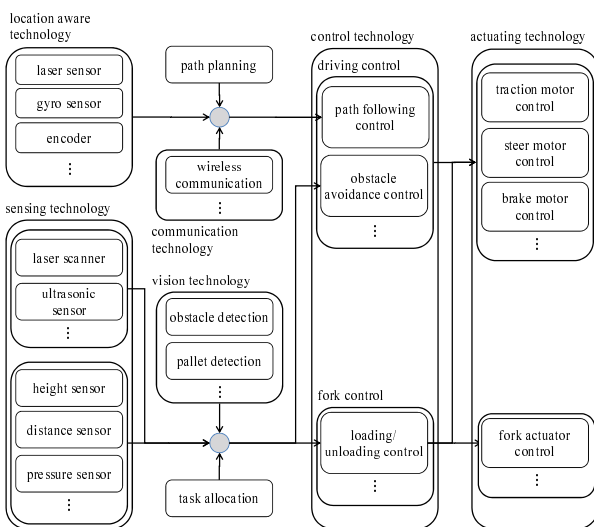 location aware
technology
laser sensor
gyro sensor
encoder
path planning
wireless
communication
communication
technology
sensing technology
laser scanner
ultrasonic
sensor
height sensor
distance sensor
pressure sensor
vision technology
obstacle detection
pallet detection
task allocation
control technology
driving control
path following
control
obstacle
avoidance control
fork control
loading/
unloading control
actuating technology
traction motor
control
steer motor
control
brake motor
control
fork actuator
control